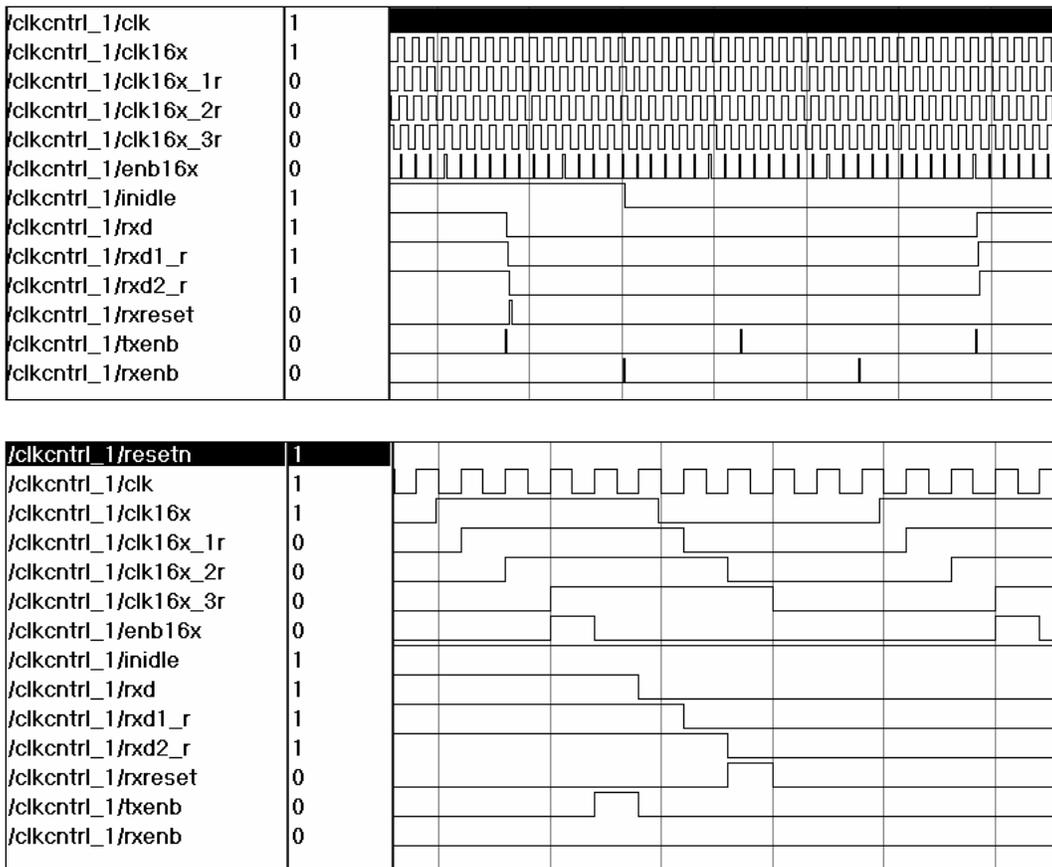 /clkcntrl_1/clk 1
/clkcntrl_1/clk16x 1
/clkcntrl_1/clk16x_1r 0
/clkcntrl_1/clk16x_2r 0
/clkcntrl_1/clk16x_3r 0
/clkcntrl_1/enb16x 0
/clkcntrl_1/inidle 1
/clkcntrl_1/rxd 1
/clkcntrl_1/rxd1_r 1
/clkcntrl_1/rxd2_r 1
/clkcntrl_1/rxreset 0
/clkcntrl_1/txenb 0
/clkcntrl_1/rxenb 0
/clkcntrl_1/resetn 1
/clkcntrl_1/clk 1
/clkcntrl_1/clk16x 1
/clkcntrl_1/clk16x_1r 0
/clkcntrl_1/clk16x_2r 0
/clkcntrl_1/clk16x_3r 0
/clkcntrl_1/enb16x 0
/clkcntrl_1/inidle 1
/clkcntrl_1/rxd 1
/clkcntrl_1/rxd1_r 1
/clkcntrl_1/rxd2_r 1
/clkcntrl_1/rxreset 0
/clkcntrl_1/txenb 0
/clkcntrl_1/rxenb 0